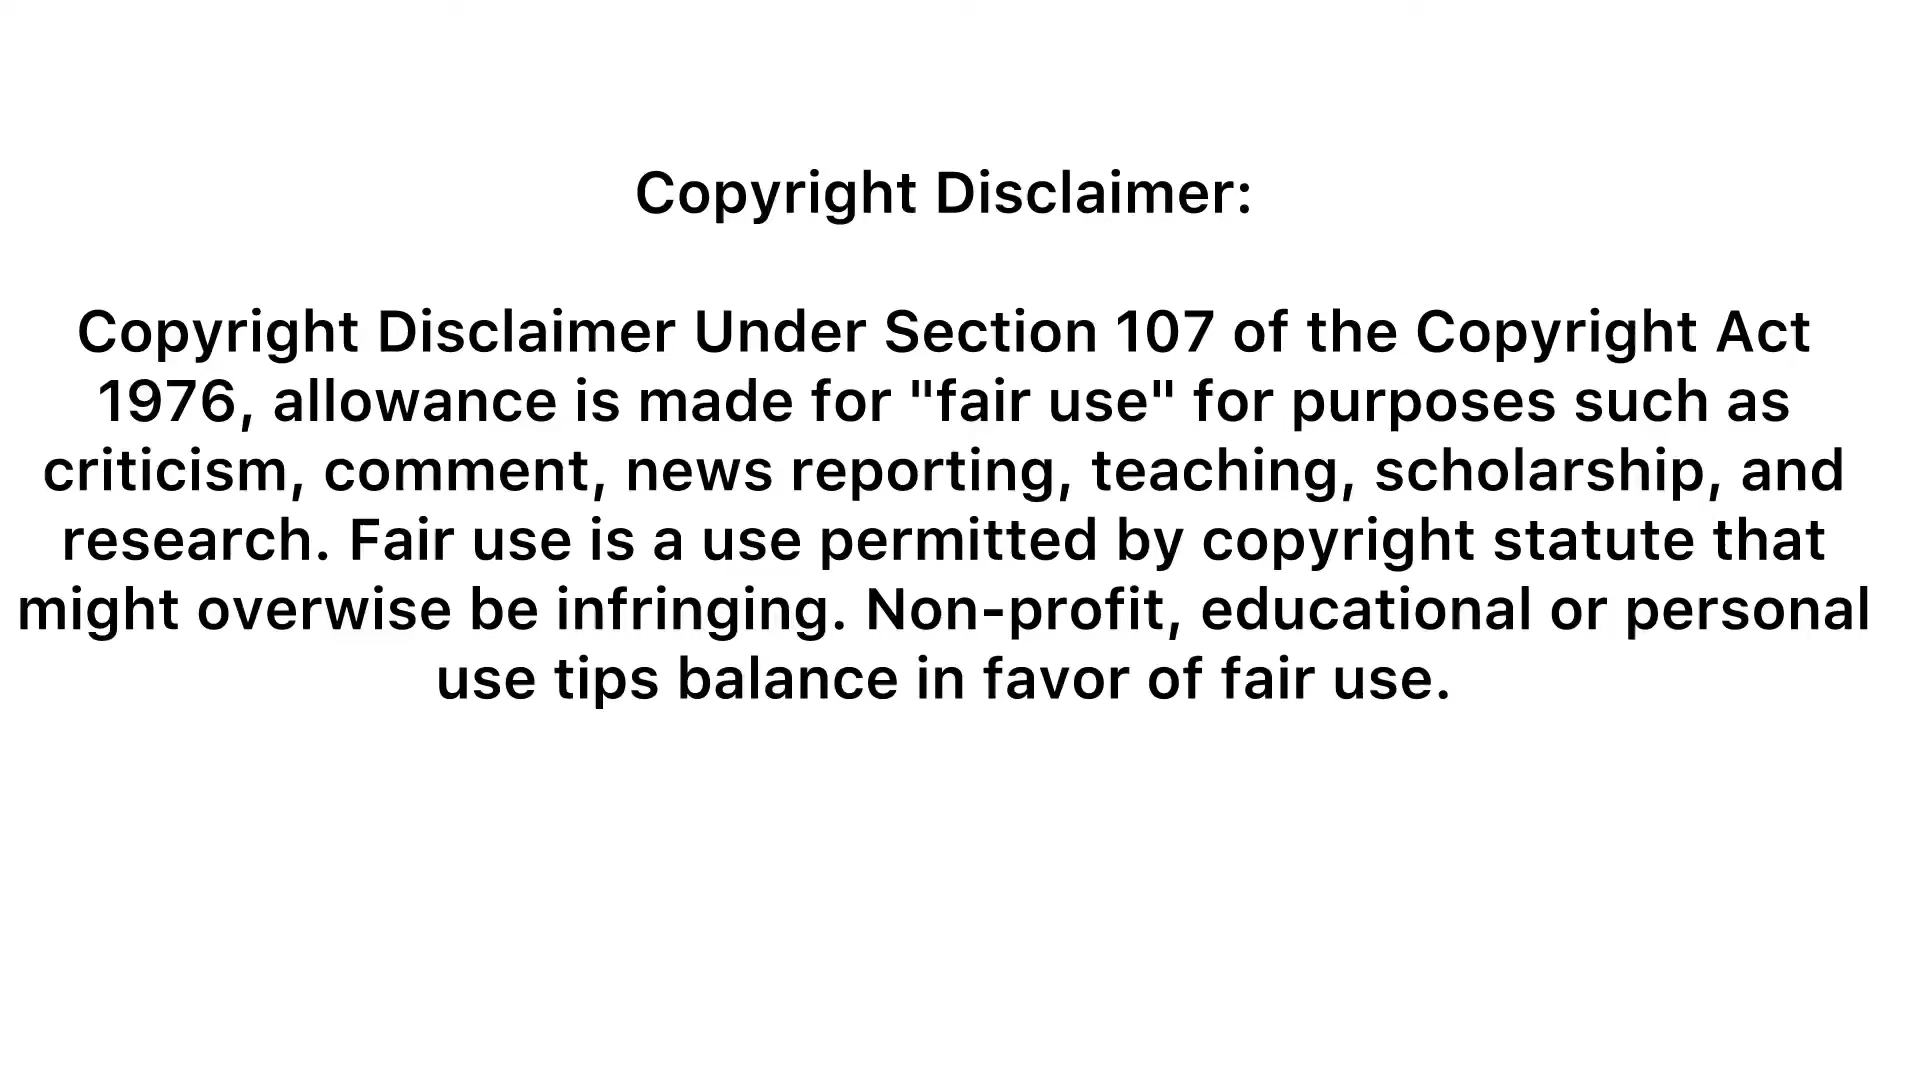 Copyright Disclaimer:
Copyright Disclaimer Under Section 107 of the Copyright Act
1976, allowance is made for "fair use" for purposes such as
criticism, comment, news reporting, teaching, scholarship, and
research. Fair use is a use permitted by copyright statute that
might overwise be infringing. Non-profit, educational or personal
use tips balance in favor of fair use.